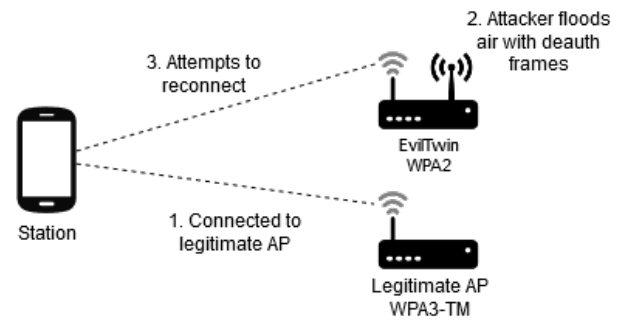 2. Attacker floods
air with deauth
frames
3. Attempts to
reconnect
EvilTwin
WPA2
Station
1. Connected to
legitimate AP
Legitimate AP
WPA3-TM